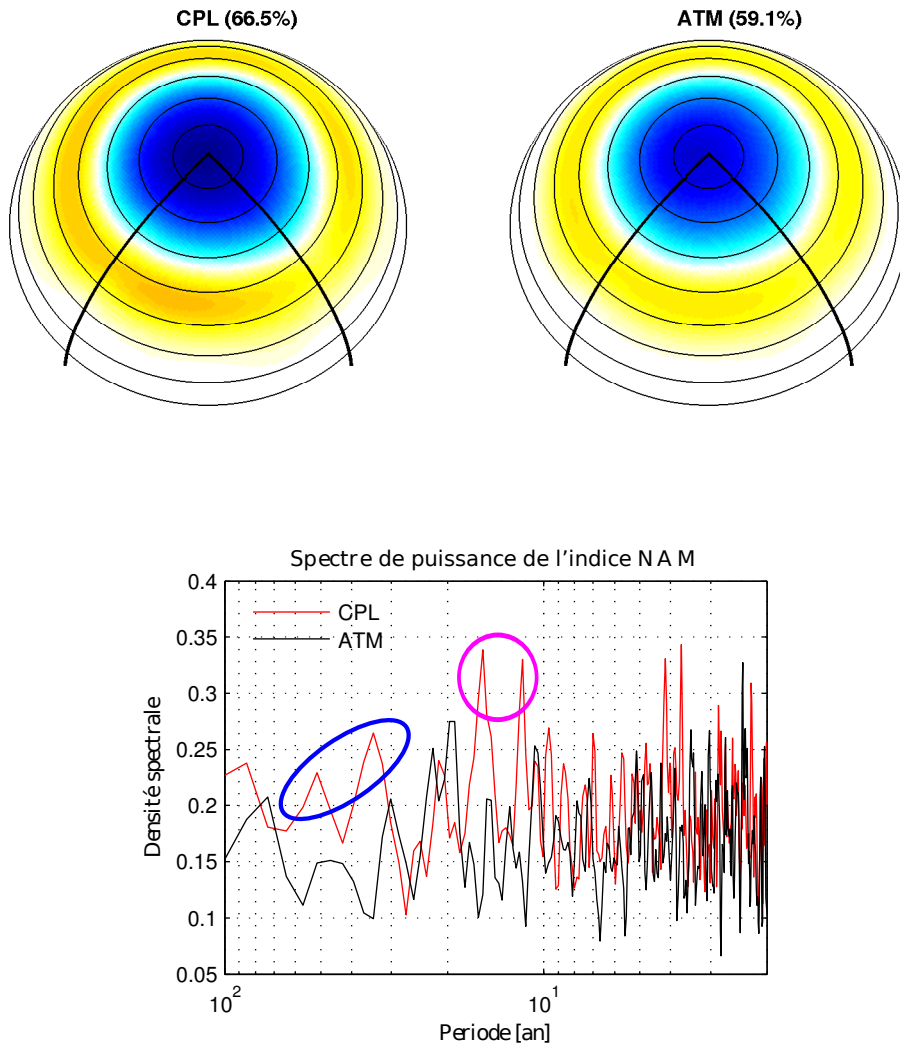 CPL (66.5%)
ATM (59.1%)
Spectre de puissance de l'indice NAM
0.4
0.35
0.3
0.25
0.2
0.15
0.1
0.05
CPL
ATM
Densité spectrale
10²
10¹
Periode [an]